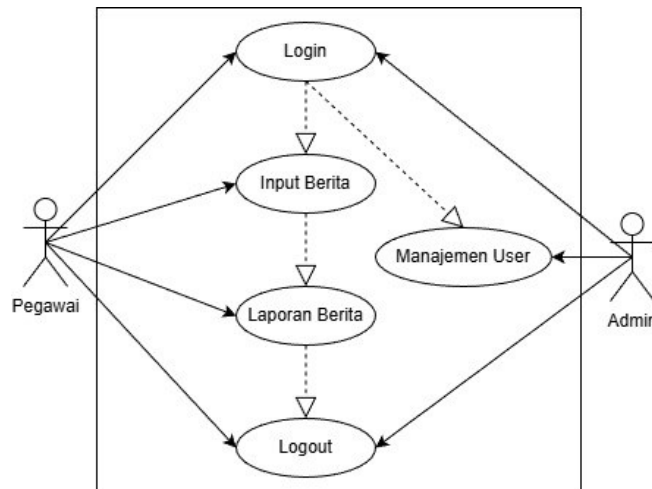 Login
Input Berita
Manajemen User
Pegawai
Admin
Laporan Berita
Logout